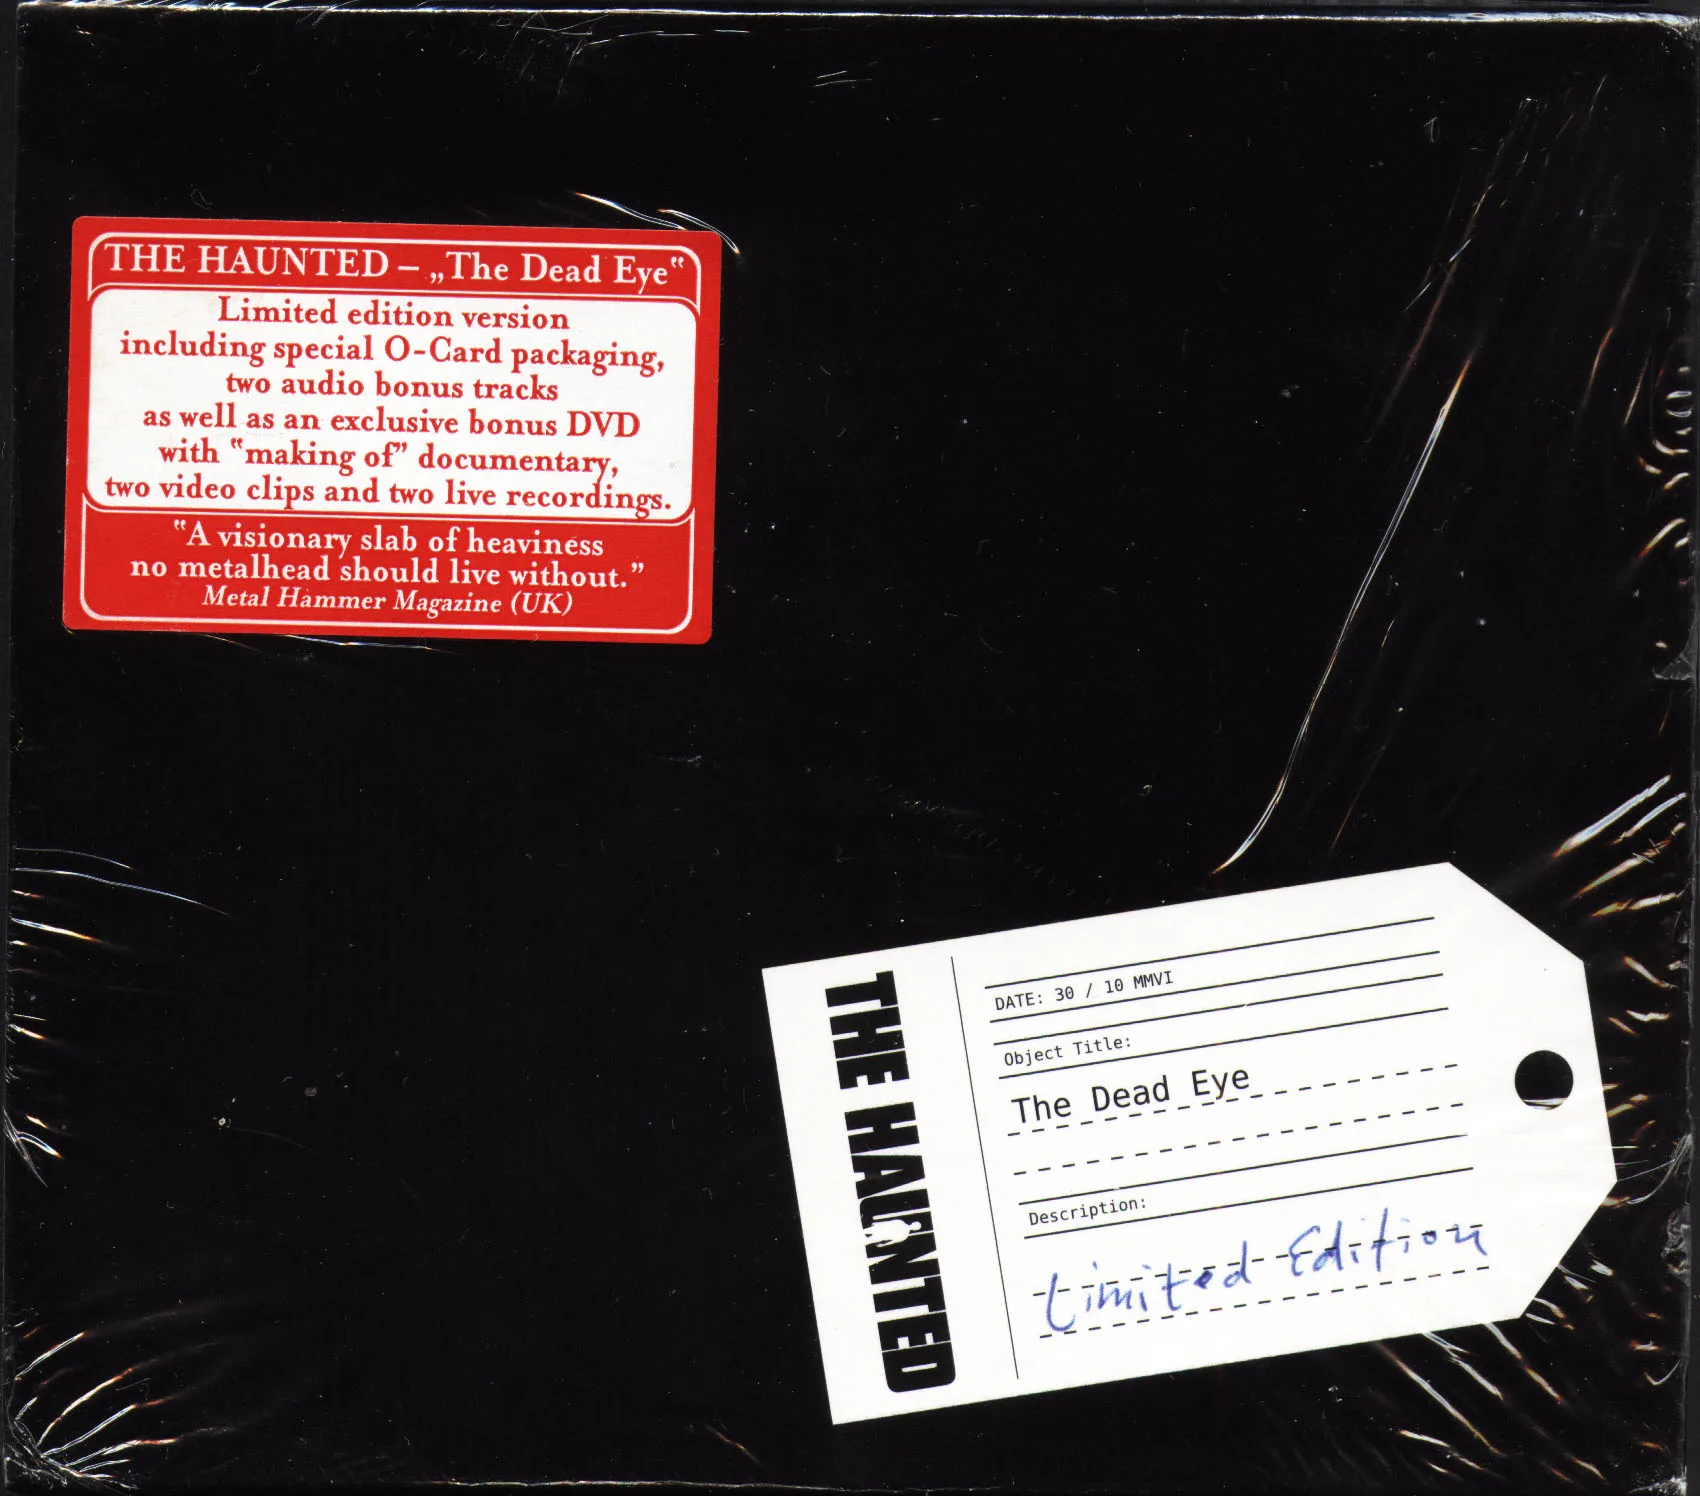 THE HAUNTED – „The Dead Eye“
Limited edition version
including special O-Card packaging,
two audio bonus tracks
as well as an exclusive bonus DVD
with “making of” documentary,
two video clips and two live recordings.
“A visionary slab of heaviness
no metalhead should live without.”
Metal Hammer Magazine (UK)
THE HAUNTED
DATE: 30 / 10 MMVI
Object Title:
The Dead Eye
Description:
Limited Edition